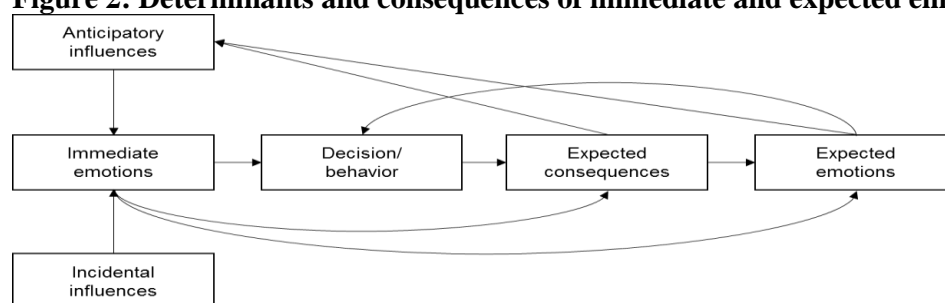 Figure 2: Determinants and consequences of immediate and expected
Anticipatory
influences
Immediate
emotions
Decision/
behavior
Expected
consequences
Expected
emotions
Incidental
influences